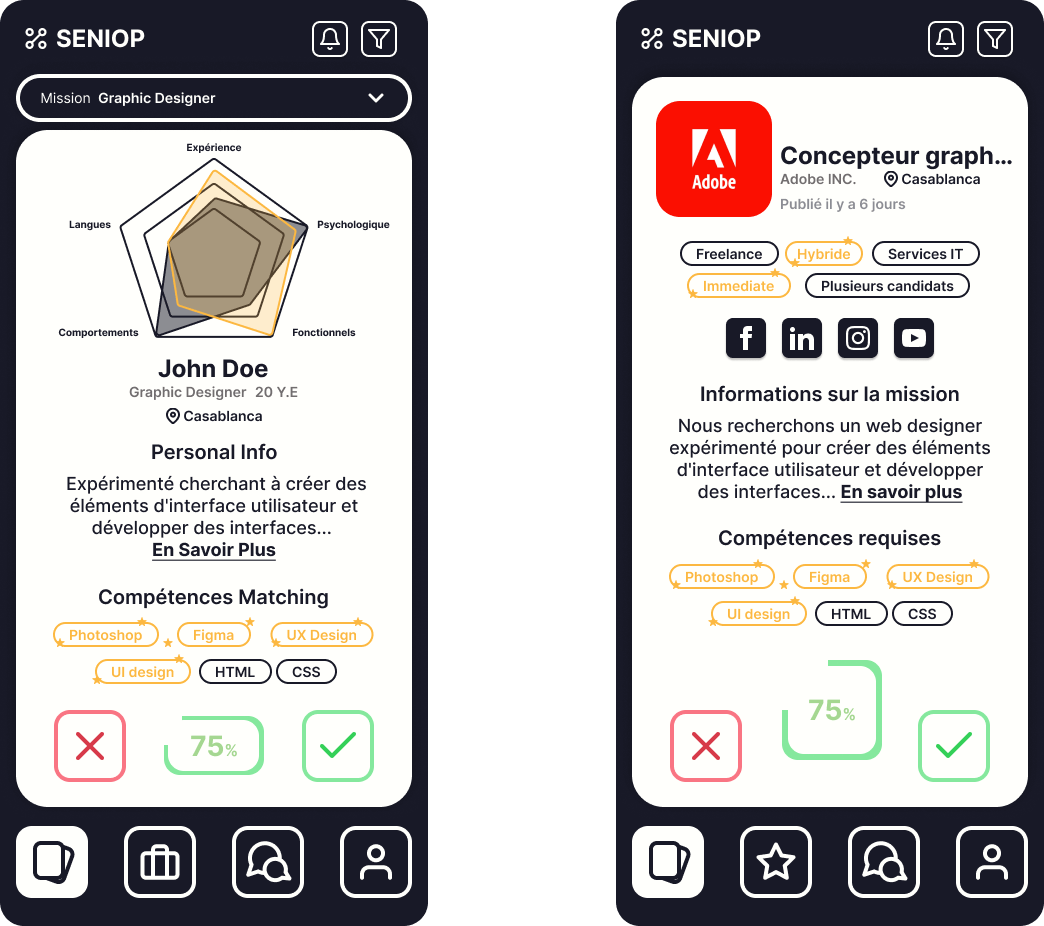 SENIOP
Mission Graphic Designer
Expérience
Langues
Psychologique
Comportements
Fonctionnels
John Doe
Graphic Designer 20 Y.E
Casablanca
Personal Info
Expérimenté cherchant à créer des
éléments d'interface utilisateur et
développer des interfaces...
En Savoir Plus
Compétences Matching
Photoshop Figma UX Design
UI design HTML CSS
75%
SENIOP
Adobe
Concepteur graph...
Adobe INC. Casablanca
Publié il y a 6 jours
Freelance Hybride Services IT
Immediate Plusieurs candidats
f in
Informations sur la mission
Nous recherchons un web designer
expérimenté pour créer des éléments
d'interface utilisateur et développer
des interfaces... En savoir plus
Compétences requises
Photoshop Figma UX Design
UI design HTML CSS
75%